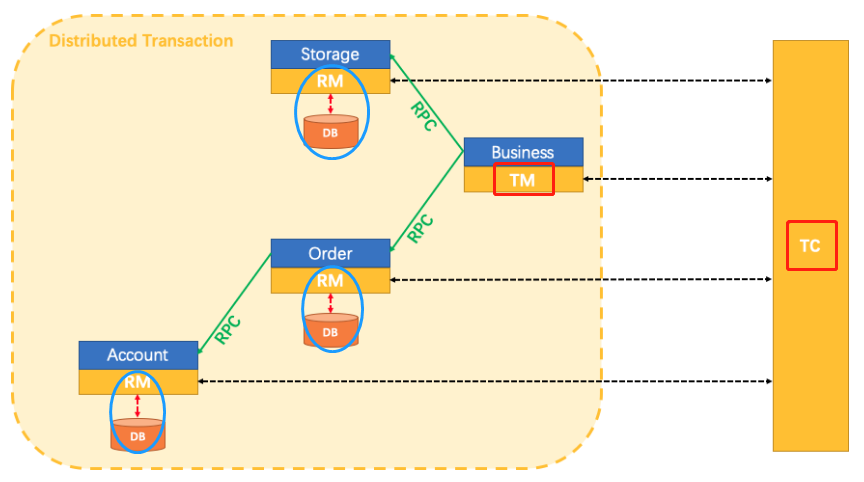 Distributed Transaction
Storage
RM
DB
RPC
Business
TM
RPC
TC
Order
RM
DB
RPC
Account
RM
DB